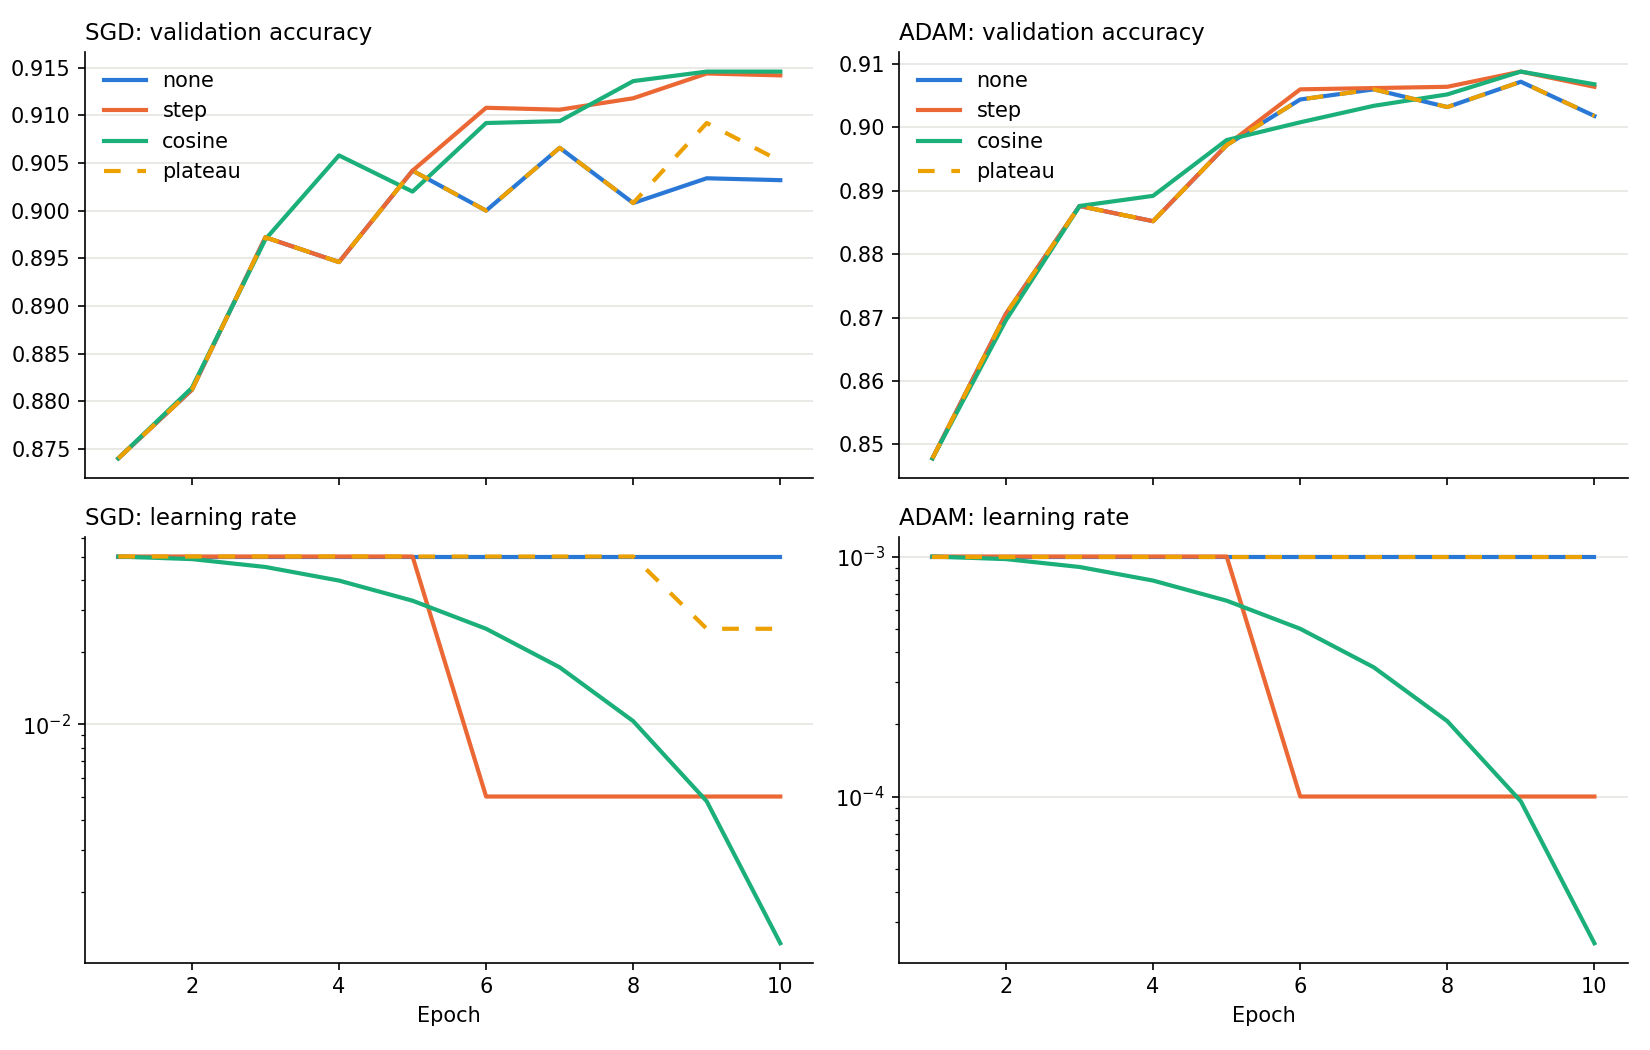 SGD: validation accuracy
0.915
0.910
0.905
0.900
0.895
0.890
0.885
0.880
0.875
none
step
cosine
plateau
ADAM: validation accuracy
0.91
0.90
0.89
0.88
0.87
0.86
0.85
none
step
cosine
plateau
SGD: learning rate
10⁻²
2 4 6 8 10
Epoch
ADAM: learning rate
10⁻³
10⁻⁴
2 4 6 8 10
Epoch